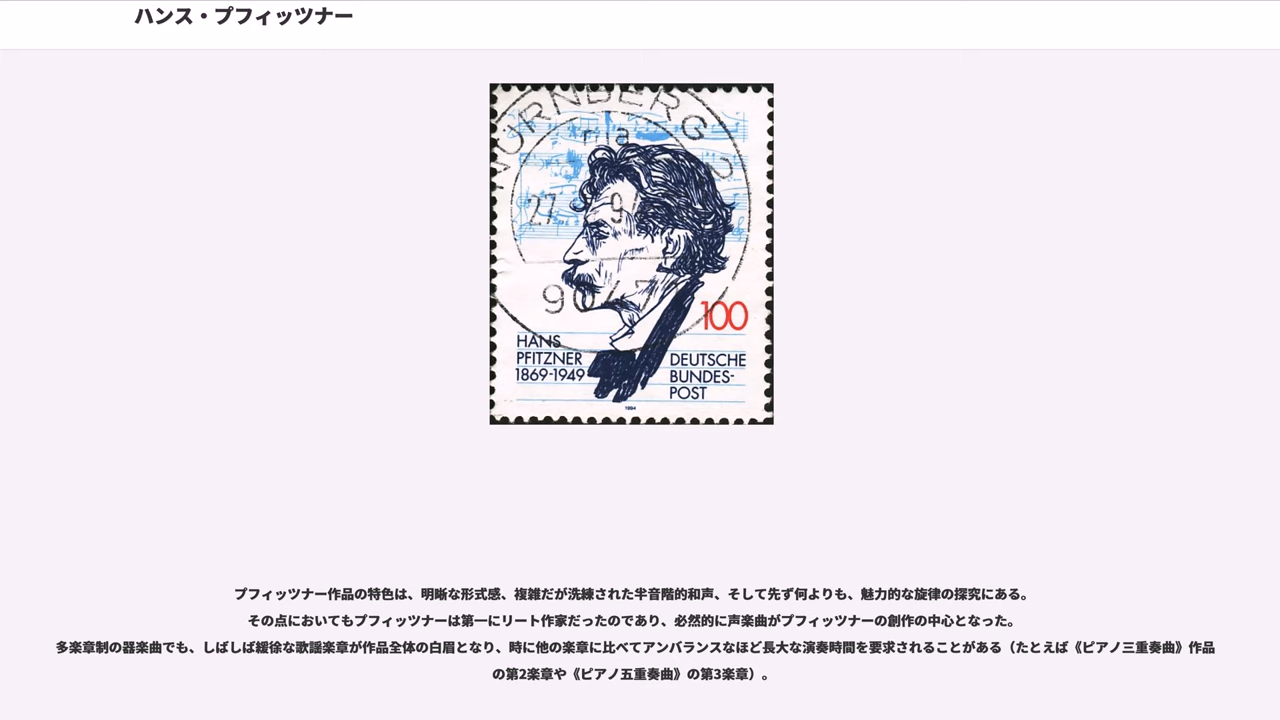 ハンス・プフィッツナー
NÜRNBERG 2
27
904
100
HANS
PFITZNER
1869-1949
DEUTSCHE
BUNDES-
POST
1994
プフィッツナー作品の特色は、明晰な形式感、複雑だが洗練された半音階的和声、そして先ず何よりも、魅力的な旋律の探究にある。
その点においてもプフィッツナーは第一にリート作家だったのであり、必然的に声楽曲がプフィッツナーの創作の中心となった。
多楽章制の器楽曲でも、しばしば緩徐な歌謡楽章が作品全体の白眉となり、時に他の楽章に比べてアンバランスなほど長大な演奏時間を要求されることがある（たとえば《ピアノ三重奏曲》作品
の第2楽章や《ピアノ五重奏曲》の第3楽章）。